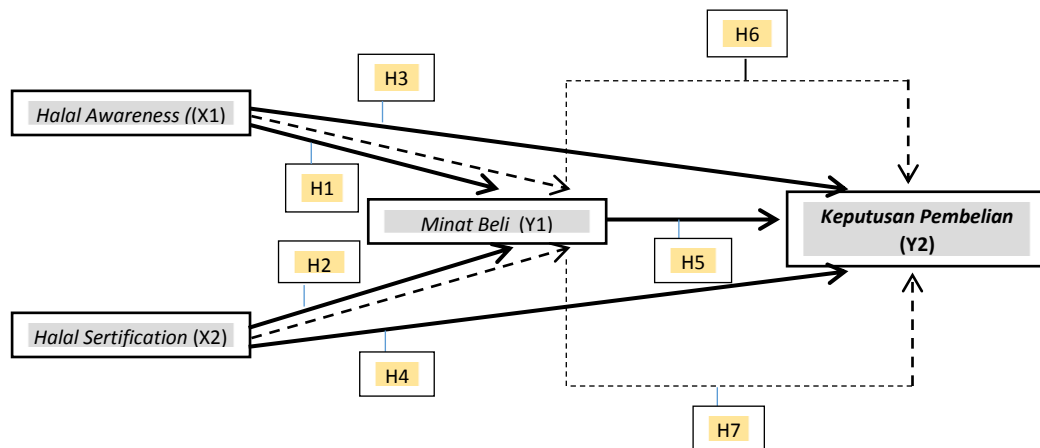 H6
H3
Halal Awareness ((X1)
H1
Minat Beli (Y1)
Keputusan Pembelian
(Y2)
H2
H5
Halal Sertification (X2)
H4
H7